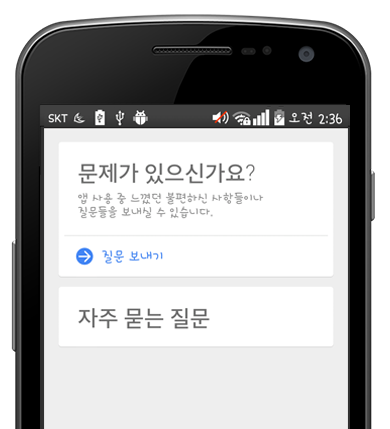 SKT 오전 2:36
문제가 있으신가요?
앱 사용 중 느꼈던 불편하신 사항들이나
질문들을 보내실 수 있습니다.
질문 보내기
자주 묻는 질문